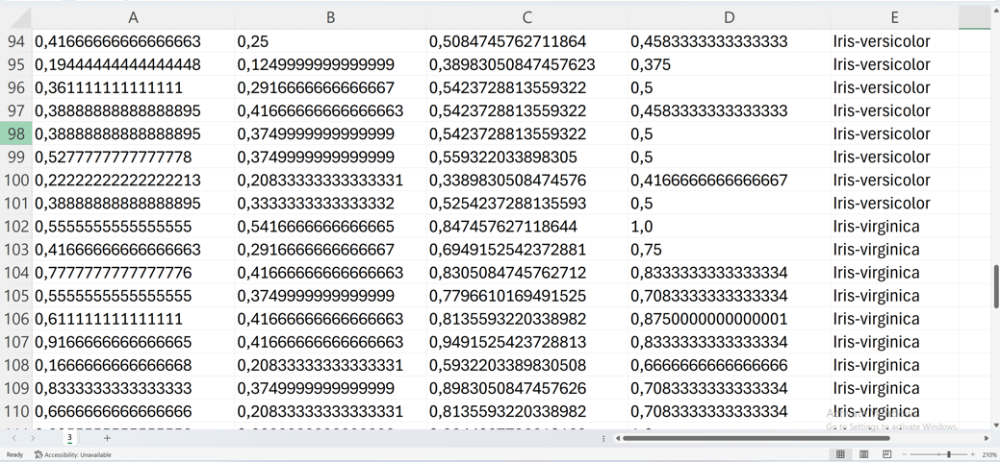 A B C D E
94 0,41666666666666663 0,25 0,5084745762711864 0,4583333333333333 Iris-versicolor
95 0,19444444444444448 0,1249999999999999 0,38983050847457623 0,375 Iris-versicolor
96 0,361111111111111 0,2916666666666667 0,5423728813559322 0,5 Iris-versicolor
97 0,38888888888888895 0,41666666666666663 0,5423728813559322 0,4583333333333333 Iris-versicolor
98 0,38888888888888895 0,3749999999999999 0,5423728813559322 0,5 Iris-versicolor
99 0,5277777777777778 0,3749999999999999 0,559322033898305 0,5 Iris-versicolor
100 0,22222222222222213 0,20833333333333331 0,3389830508474576 0,4166666666666667 Iris-versicolor
101 0,38888888888888895 0,3333333333333332 0,5254237288135593 0,5 Iris-versicolor
102 0,5555555555555555 0,5416666666666665 0,847457627118644 1,0 Iris-virginica
103 0,41666666666666663 0,2916666666666667 0,6949152542372881 0,75 Iris-virginica
104 0,7777777777777776 0,41666666666666663 0,8305084745762712 0,8333333333333334 Iris-virginica
105 0,5555555555555555 0,3749999999999999 0,7796610169491525 0,7083333333333334 Iris-virginica
106 0,611111111111111 0,41666666666666663 0,8135593220338982 0,8750000000000001 Iris-virginica
107 0,9166666666666665 0,41666666666666663 0,9491525423728813 0,8333333333333334 Iris-virginica
108 0,1666666666666668 0,20833333333333331 0,5932203389830508 0,6666666666666666 Iris-virginica
109 0,8333333333333333 0,3749999999999999 0,8983050847457626 0,7083333333333334 Iris-virginica
110 0,6666666666666666 0,20833333333333331 0,8135593220338982 0,7083333333333334 Iris-virginica
Go to Settings to activate Windows.
3 +
Ready Accessibility: Unavailable 210%